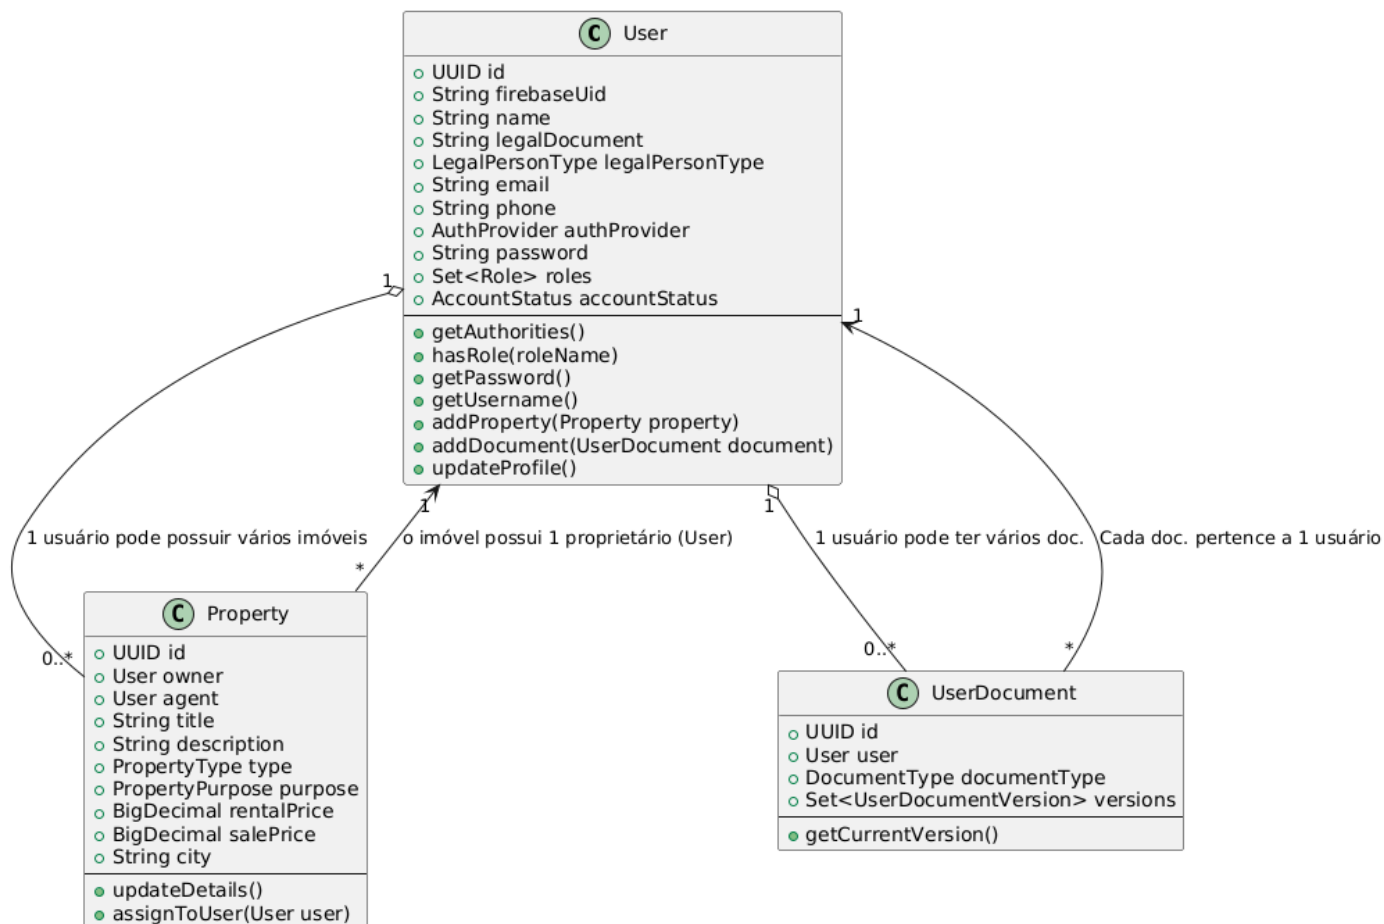 C User
UUID id
String firebaseUid
String name
String legalDocument
LegalPersonType legalPersonType
String email
String phone
AuthProvider authProvider
String password
Set<Role> roles
AccountStatus accountStatus
getAuthorities()
hasRole(roleName)
getPassword()
getUsername()
addProperty(Property property)
addDocument(UserDocument document)
updateProfile()
1
1
1
1
1 usuário pode possuir vários imóveis
o imóvel possui 1 proprietário (User)
1 usuário pode ter vários doc.
Cada doc. pertence a 1 usuário
*
0..*
0..*
*
C Property
UUID id
User owner
User agent
String title
String description
PropertyType type
PropertyPurpose purpose
BigDecimal rentalPrice
BigDecimal salePrice
String city
updateDetails()
assignToUser(User user)
C UserDocument
UUID id
User user
DocumentType documentType
Set<UserDocumentVersion> versions
getCurrentVersion()